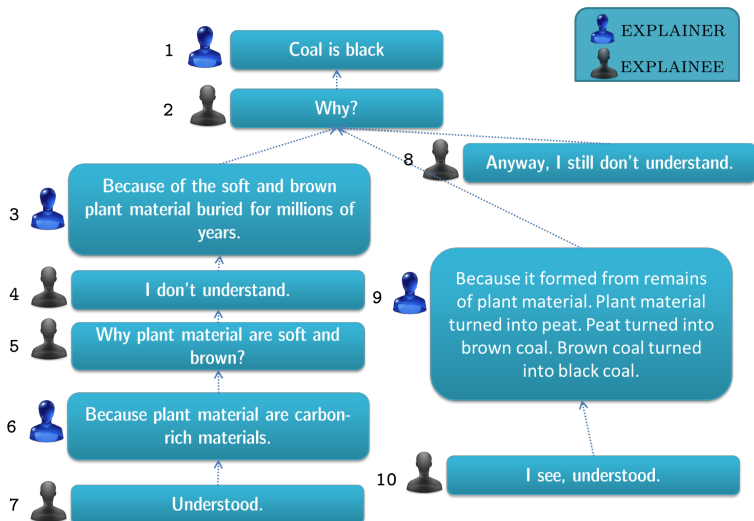 1
Coal is black
EXPLAINER
EXPLAINEE
2
Why?
8
Anyway, I still don't understand.
3
Because of the soft and brown
plant material buried for millions of
years.
4
I don't understand.
5
Why plant material are soft and
brown?
9
Because it formed from remains
of plant material. Plant material
turned into peat. Peat turned into
brown coal. Brown coal turned
into black coal.
6
Because plant material are carbon-
rich materials.
7
Understood.
10
I see, understood.